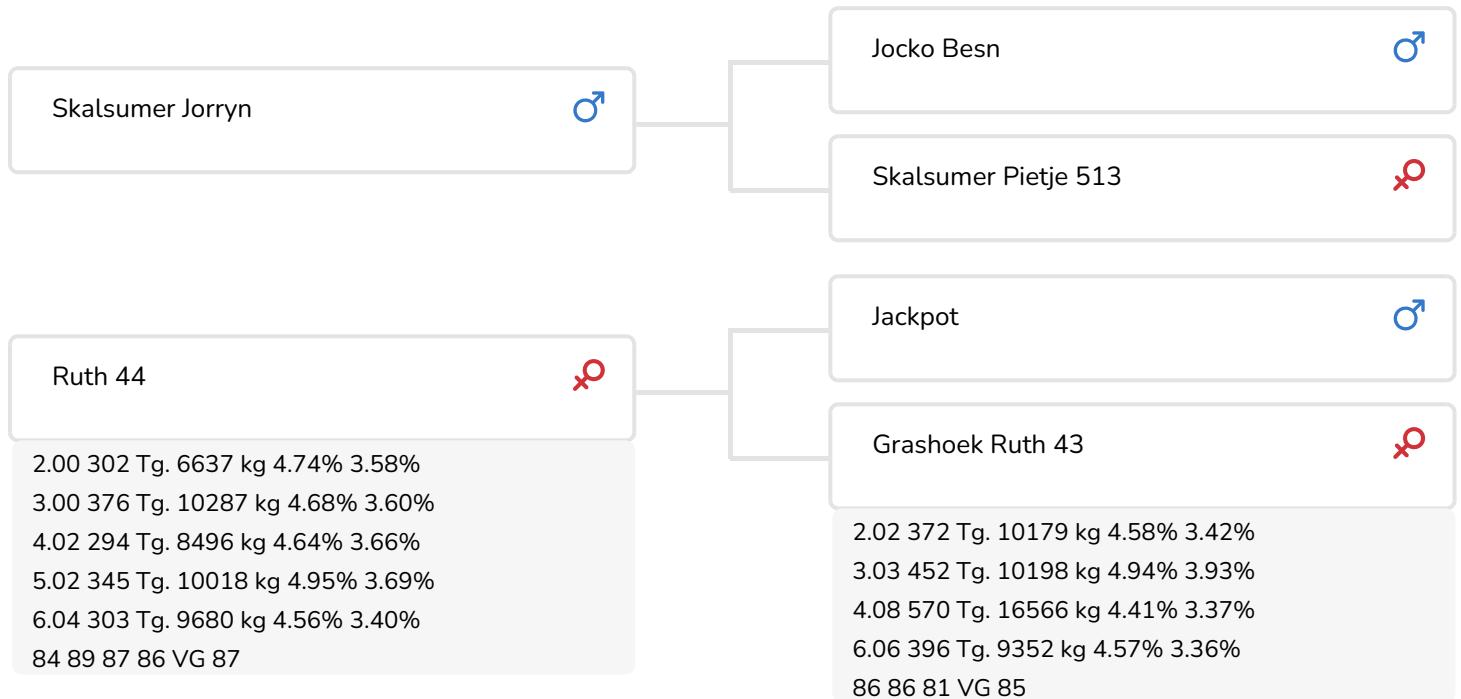 Skalsumer Jorryn
Jocko Besn
Skalsumer Pietje 513
Ruth 44
2.00 302 Tg. 6637 kg 4.74% 3.58%
3.00 376 Tg. 10287 kg 4.68% 3.60%
4.02 294 Tg. 8496 kg 4.64% 3.66%
5.02 345 Tg. 10018 kg 4.95% 3.69%
6.04 303 Tg. 9680 kg 4.56% 3.40%
84 89 87 86 VG 87
Jackpot
Grashoek Ruth 43
2.02 372 Tg. 10179 kg 4.58% 3.42%
3.03 452 Tg. 10198 kg 4.94% 3.93%
4.08 570 Tg. 16566 kg 4.41% 3.37%
6.06 396 Tg. 9352 kg 4.57% 3.36%
86 86 81 VG 85